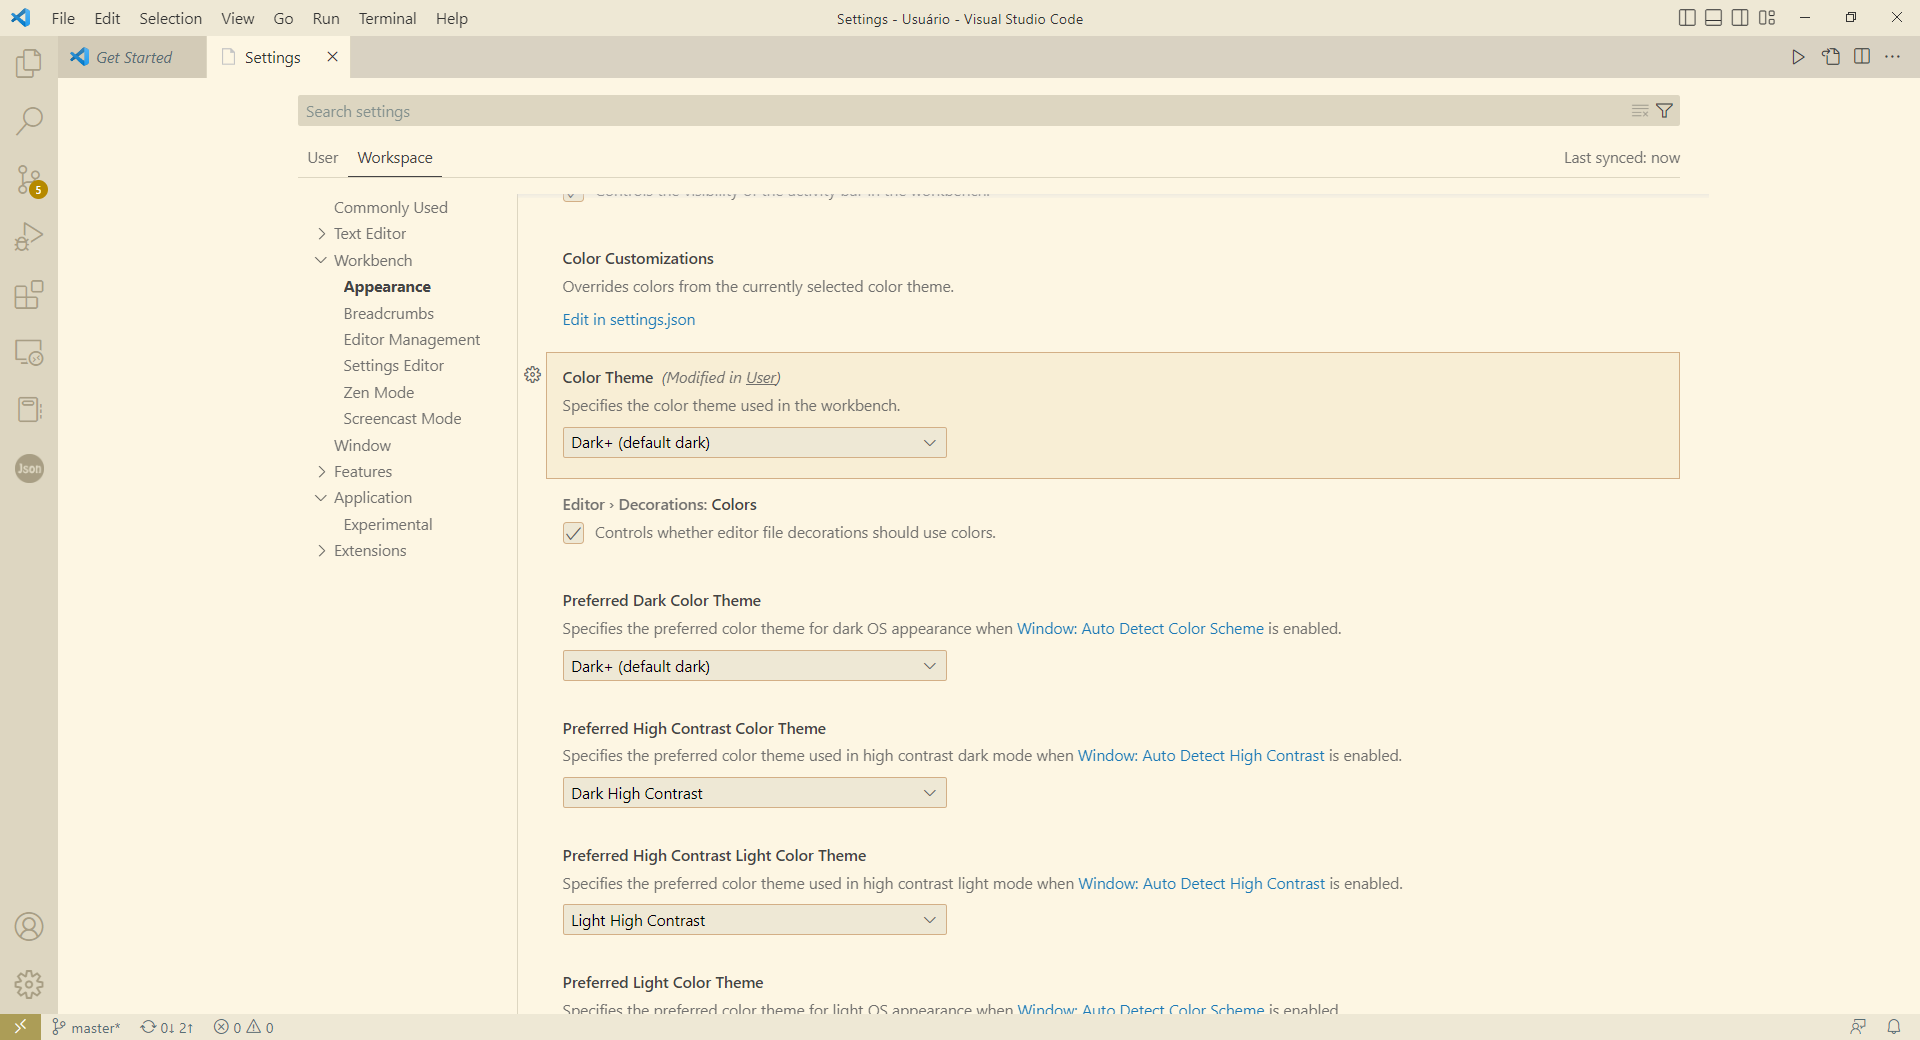 File Edit Selection View Go Run Terminal Help
Settings - Usuário - Visual Studio Code
Get Started
Settings
Search settings
User Workspace
Last synced: now
5
Json
Commonly Used
Text Editor
Workbench
Appearance
Breadcrumbs
Editor Management
Settings Editor
Zen Mode
Screencast Mode
Window
Features
Application
Experimental
Extensions
Controls the visibility of the activity bar in the workbench.
Color Customizations
Overrides colors from the currently selected color theme.
Edit in settings.json
Color Theme (Modified in User)
Specifies the color theme used in the workbench.
Dark+ (default dark)
Editor › Decorations: Colors
Controls whether editor file decorations should use colors.
Preferred Dark Color Theme
Specifies the preferred color theme for dark OS appearance when Window: Auto Detect Color Scheme is enabled.
Dark+ (default dark)
Preferred High Contrast Color Theme
Specifies the preferred color theme used in high contrast dark mode when Window: Auto Detect High Contrast is enabled.
Dark High Contrast
Preferred High Contrast Light Color Theme
Specifies the preferred color theme used in high contrast light mode when Window: Auto Detect High Contrast is enabled.
Light High Contrast
Preferred Light Color Theme
Specifies the preferred color theme for light OS appearance when Window: Auto Detect Color Scheme is enabled
master* 0↓ 2↑ 0 0